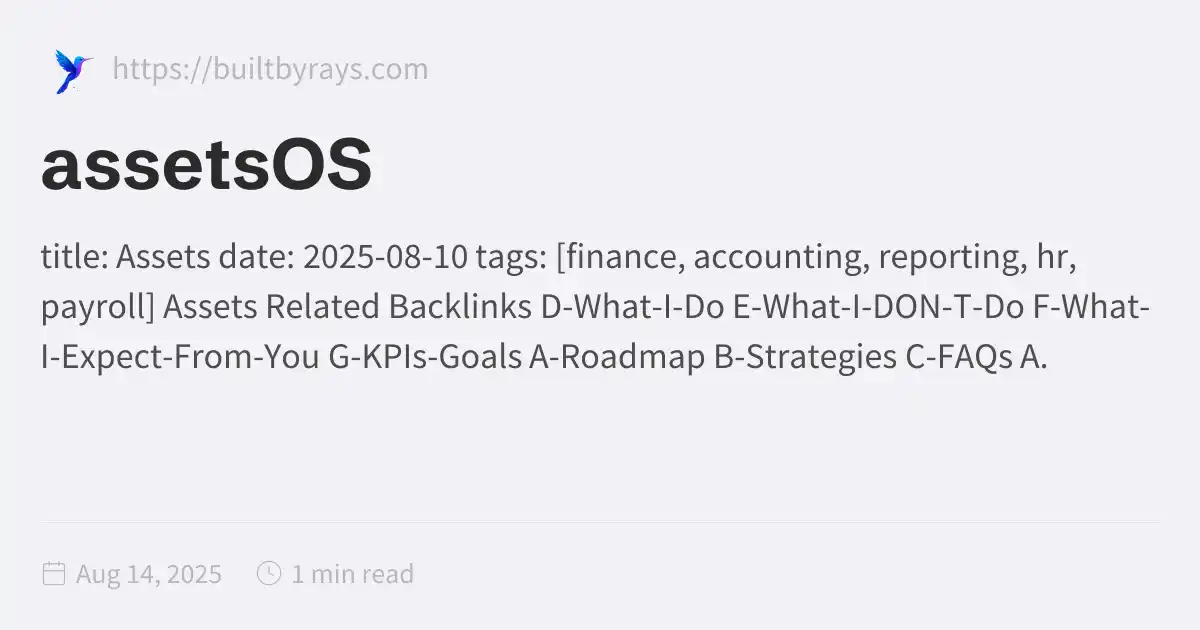 https://builtbyrays.com
assetsOS
title: Assets date: 2025-08-10 tags: [finance, accounting, reporting, hr,
payroll] Assets Related Backlinks D-What-I-Do E-What-I-DON-T-Do F-What-
I-Expect-From-You G-KPIs-Goals A-Roadmap B-Strategies C-FAQs A.
Aug 14, 2025 1 min read